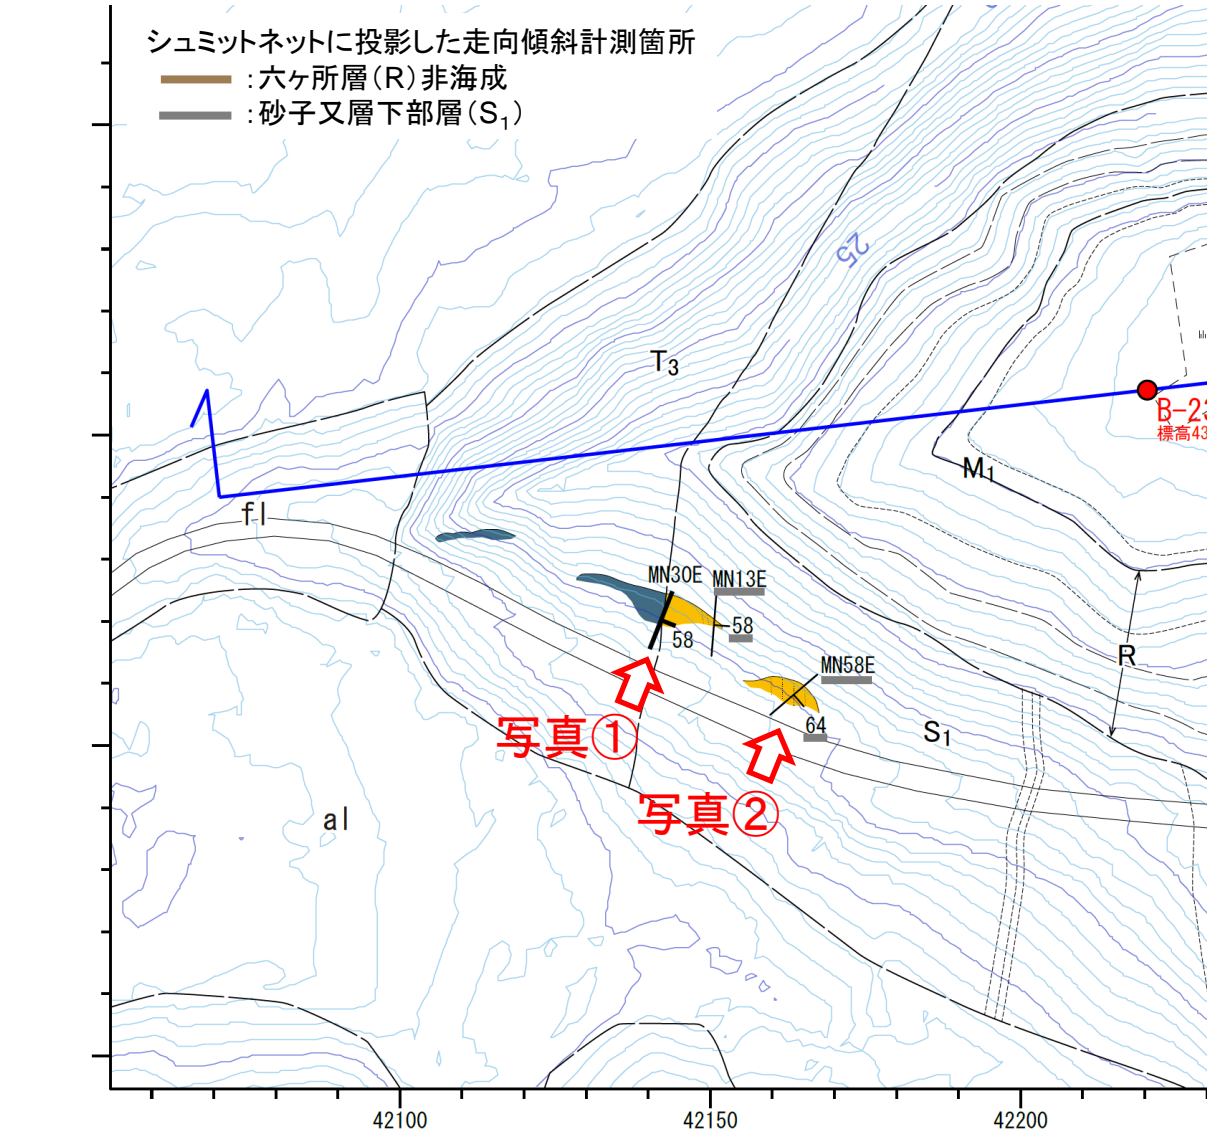 シュミットネットに投影した走向傾斜計測箇所
：六ヶ所層（R）非海成
：砂子又層下部層（S₁）
25
T₃
B-23
標高43
M₁
fl
MN30E
MN13E
58
58
R
MN58E
64
S₁
写真①
写真②
al
42100
42150
42200